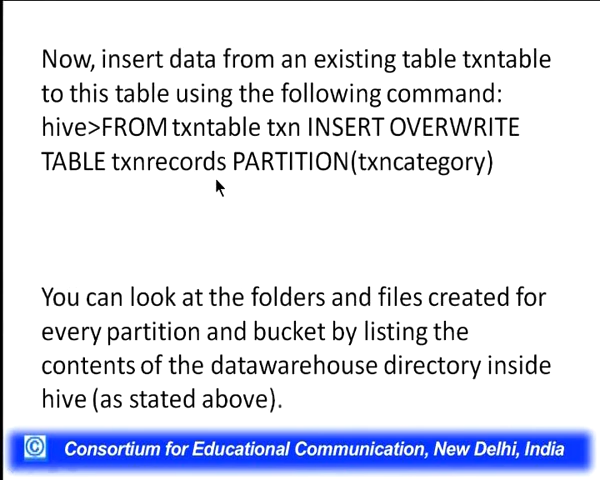 Now, insert data from an existing table txntable
to this table using the following command:
hive>FROM txntable txn INSERT OVERWRITE
TABLE txnrecords PARTITION(txncategory)
You can look at the folders and files created for
every partition and bucket by listing the
contents of the datawarehouse directory inside
hive (as stated above).
© Consortium for Educational Communication, New Delhi, India